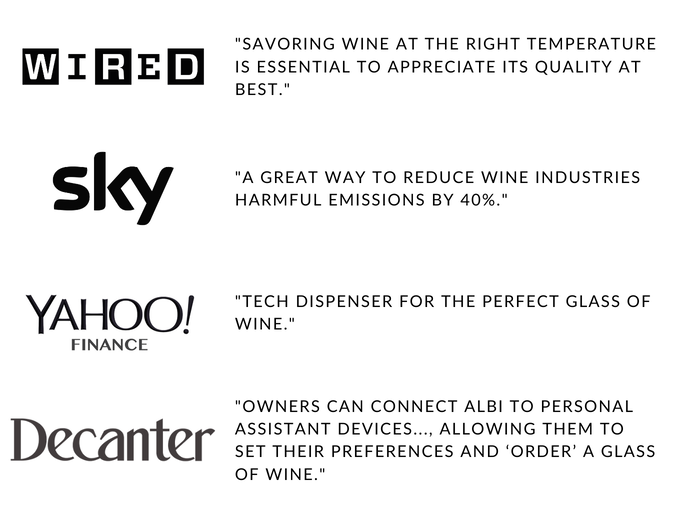 WIRED
"SAVORING WINE AT THE RIGHT TEMPERATURE
IS ESSENTIAL TO APPRECIATE ITS QUALITY AT
BEST."
sky
"A GREAT WAY TO REDUCE WINE INDUSTRIES
HARMFUL EMISSIONS BY 40%."
YAHOO!
FINANCE
"TECH DISPENSER FOR THE PERFECT GLASS OF
WINE."
Decanter
"OWNERS CAN CONNECT ALBI TO PERSONAL
ASSISTANT DEVICES..., ALLOWING THEM TO
SET THEIR PREFERENCES AND ‘ORDER’ A GLASS
OF WINE."